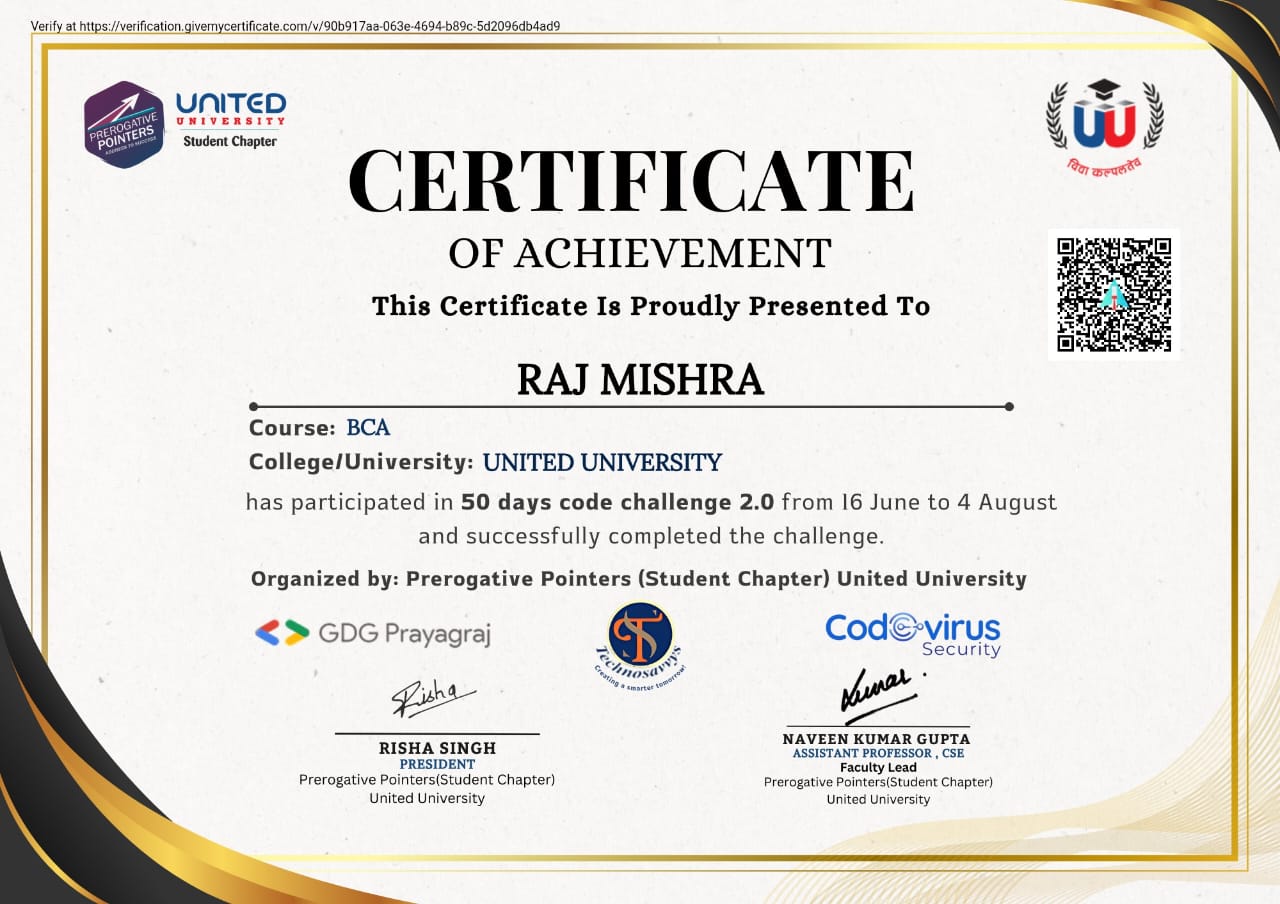 Verify at https://verification.givemycertificate.com/v/90b917aa-063e-4694-b89c-5d2096db4ad9
PREROGATIVE
POINTERS
ADDRESS TO SUCCESS
UNITED
UNIVERSITY
Student Chapter
UU
विद्या कल्पलतेव
CERTIFICATE
OF ACHIEVEMENT
This Certificate Is Proudly Presented To
RAJ MISHRA
Course: BCA
College/University: UNITED UNIVERSITY
has participated in 50 days code challenge 2.0 from 16 June to 4 August
and successfully completed the challenge.
Organized by: Prerogative Pointers (Student Chapter) United University
GDG Prayagraj
TS
Technosavvys
Creating a smarter tomorrow!
Codevirus
Security
Risha
Kumar
RISHA SINGH
PRESIDENT
Prerogative Pointers(Student Chapter)
United University
NAVEEN KUMAR GUPTA
ASSISTANT PROFESSOR , CSE
Faculty Lead
Prerogative Pointers(Student Chapter)
United University